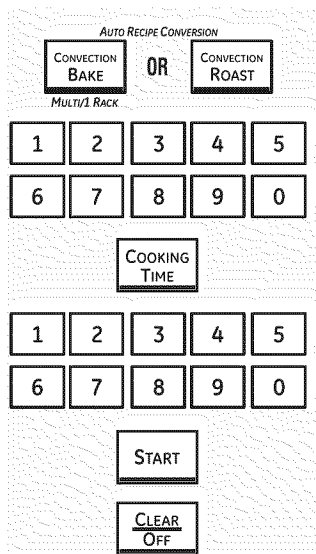 AUTO RECIPE CONVERSION
CONVECTION BAKE OR CONVECTION ROAST
MULTI/1 RACK
1 2 3 4 5
6 7 8 9 0
COOKING TIME
1 2 3 4 5
6 7 8 9 0
START
CLEAR
OFF